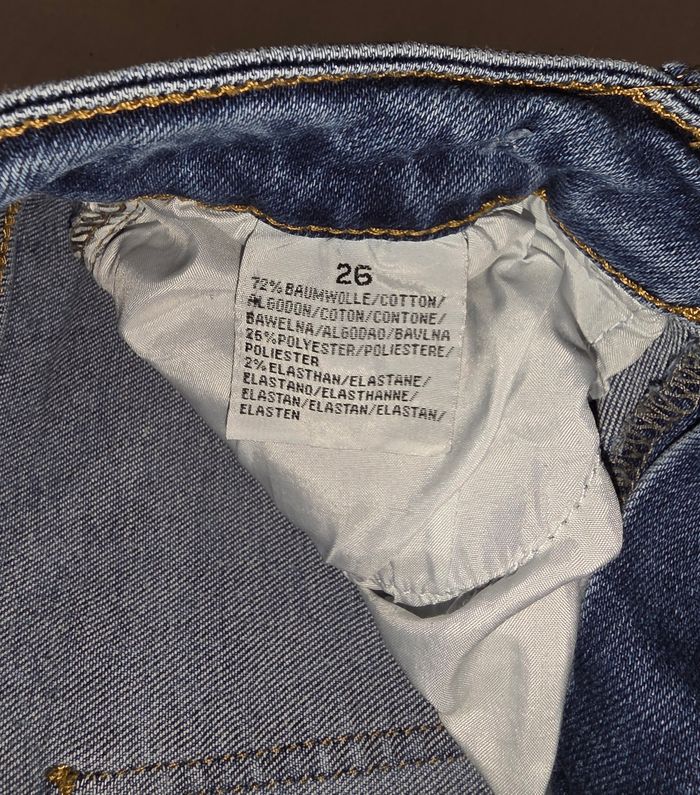 26
72%BAUMWOLLE/COTTON/
ALGODON/COTON/CONTONE/
BAWELNA/ALGODAO/BAVLNA
26%POLYESTER/POLIESTERE/
POLIESTER
2%ELASTHAN/ELASTANE/
ELASTANO/ELASTHANNE/
ELASTAN/ELASTAN/ELASTAN/
ELASTEN